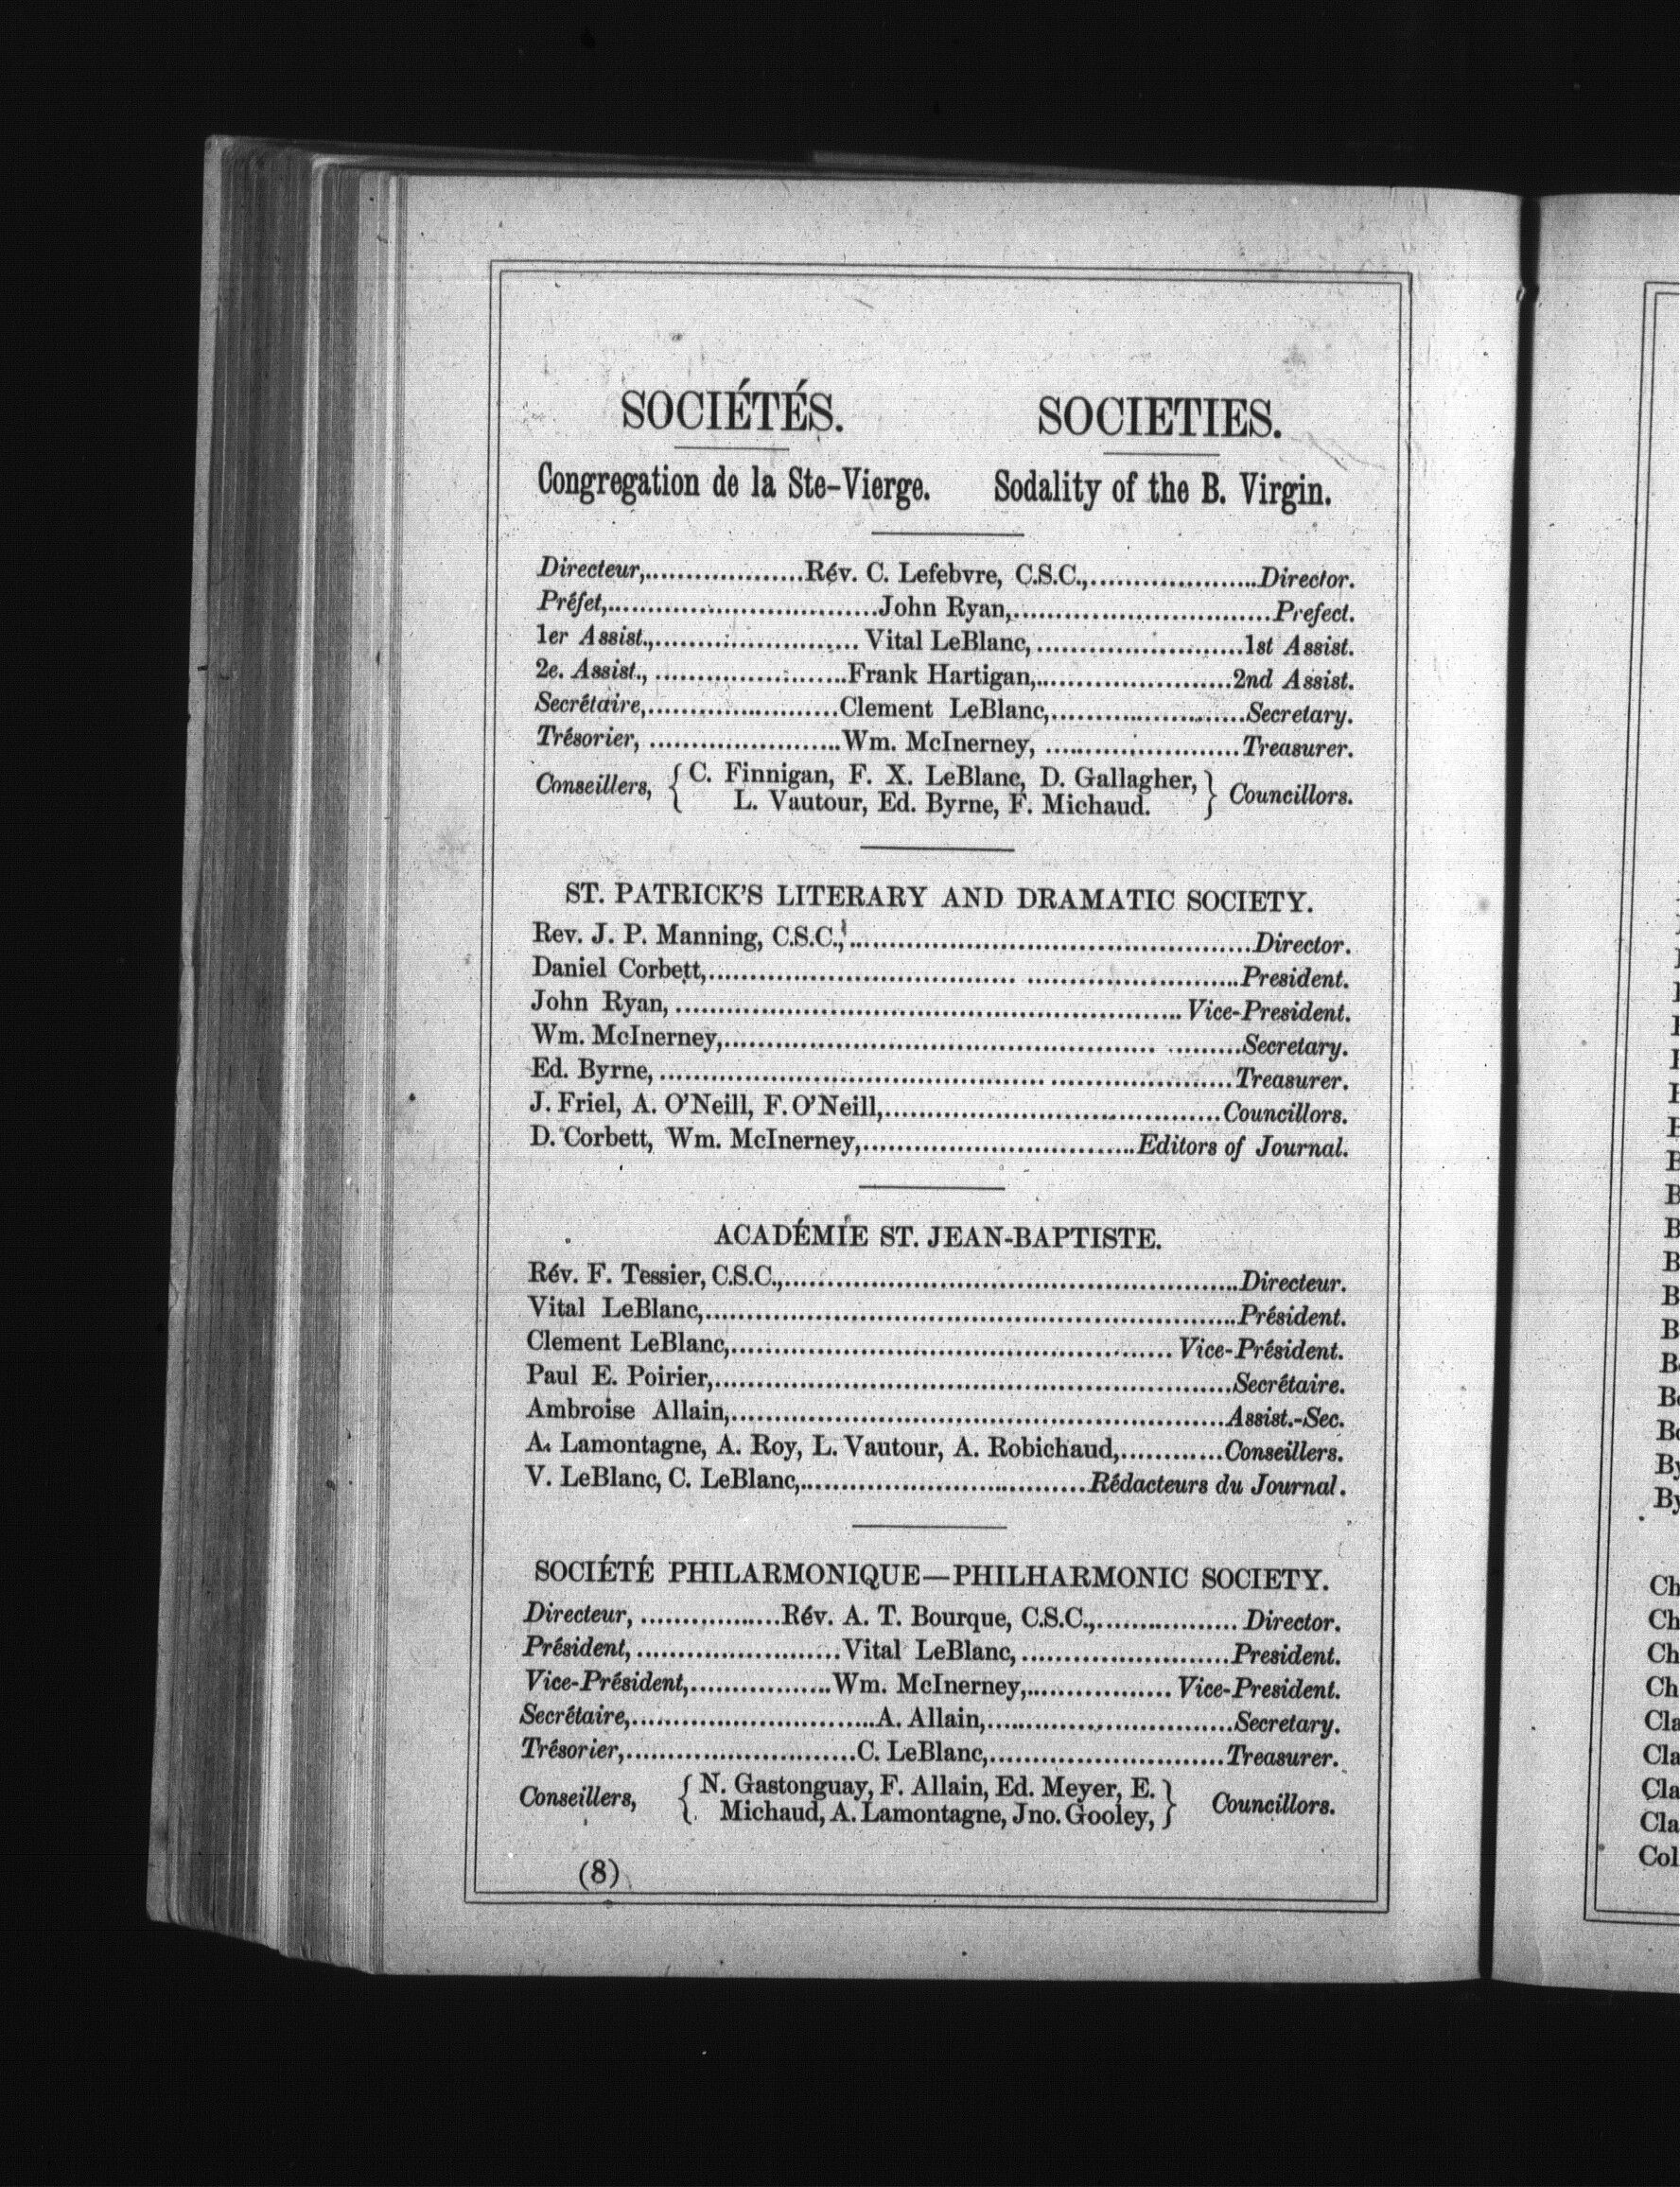 SOCIÉTÉS. SOCIETIES.
Congregation de la Ste-Vierge. Sodality of the B. Virgin.
Directeur,...................Rév. C. Lefebvre, C.S.C.,....................Director.
Préfet,................................John Ryan,..............................Prefect.
1er Assist.,........................ Vital LeBlanc,........................1st Assist.
2e. Assist., .......................Frank Hartigan,.......................2nd Assist.
Secrétaire,.......................Clement LeBlanc,.......................Secretary.
Trésorier, .......................Wm. McInerney, .......................Treasurer.
Conseillers, { C. Finnigan, F. X. LeBlanc, D. Gallagher, } Councillors.
L. Vautour, Ed. Byrne, F. Michaud.
ST. PATRICK'S LITERARY AND DRAMATIC SOCIETY.
Rev. J. P. Manning, C.S.C.,...............................................Director.
Daniel Corbett,...............................................................President.
John Ryan, ............................................................ Vice-President.
Wm. McInerney,.............................................................Secretary.
Ed. Byrne, ....................................................................Treasurer.
J. Friel, A. O'Neill, F. O'Neill,........................................Councillors.
D. Corbett, Wm. McInerney,................................Editors of Journal.
ACADÉMIE ST. JEAN-BAPTISTE.
Rév. F. Tessier, C.S.C.,.....................................................Directeur.
Vital LeBlanc,...............................................................Président.
Clement LeBlanc,.................................................... Vice-Président.
Paul E. Poirier,.............................................................Secrétaire.
Ambroise Allain,..........................................................Assist.-Sec.
A. Lamontagne, A. Roy, L. Vautour, A. Robichaud,............Conseillers.
V. LeBlanc, C. LeBlanc,..................................Rédacteurs du Journal.
SOCIÉTÉ PHILARMONIQUE—PHILHARMONIC SOCIETY.
Directeur, .................Rév. A. T. Bourque, C.S.C.,................. Director.
Président, ........................Vital LeBlanc, .........................President.
Vice-Président,.................Wm. McInerney,................. Vice-President.
Secrétaire,.............................A. Allain,.............................Secretary.
Trésorier,...........................C. LeBlanc,............................Treasurer.
Conseillers, { N. Gastonguay, F. Allain, Ed. Meyer, E. } Councillors.
Michaud, A. Lamontagne, Jno. Gooley,
(8)